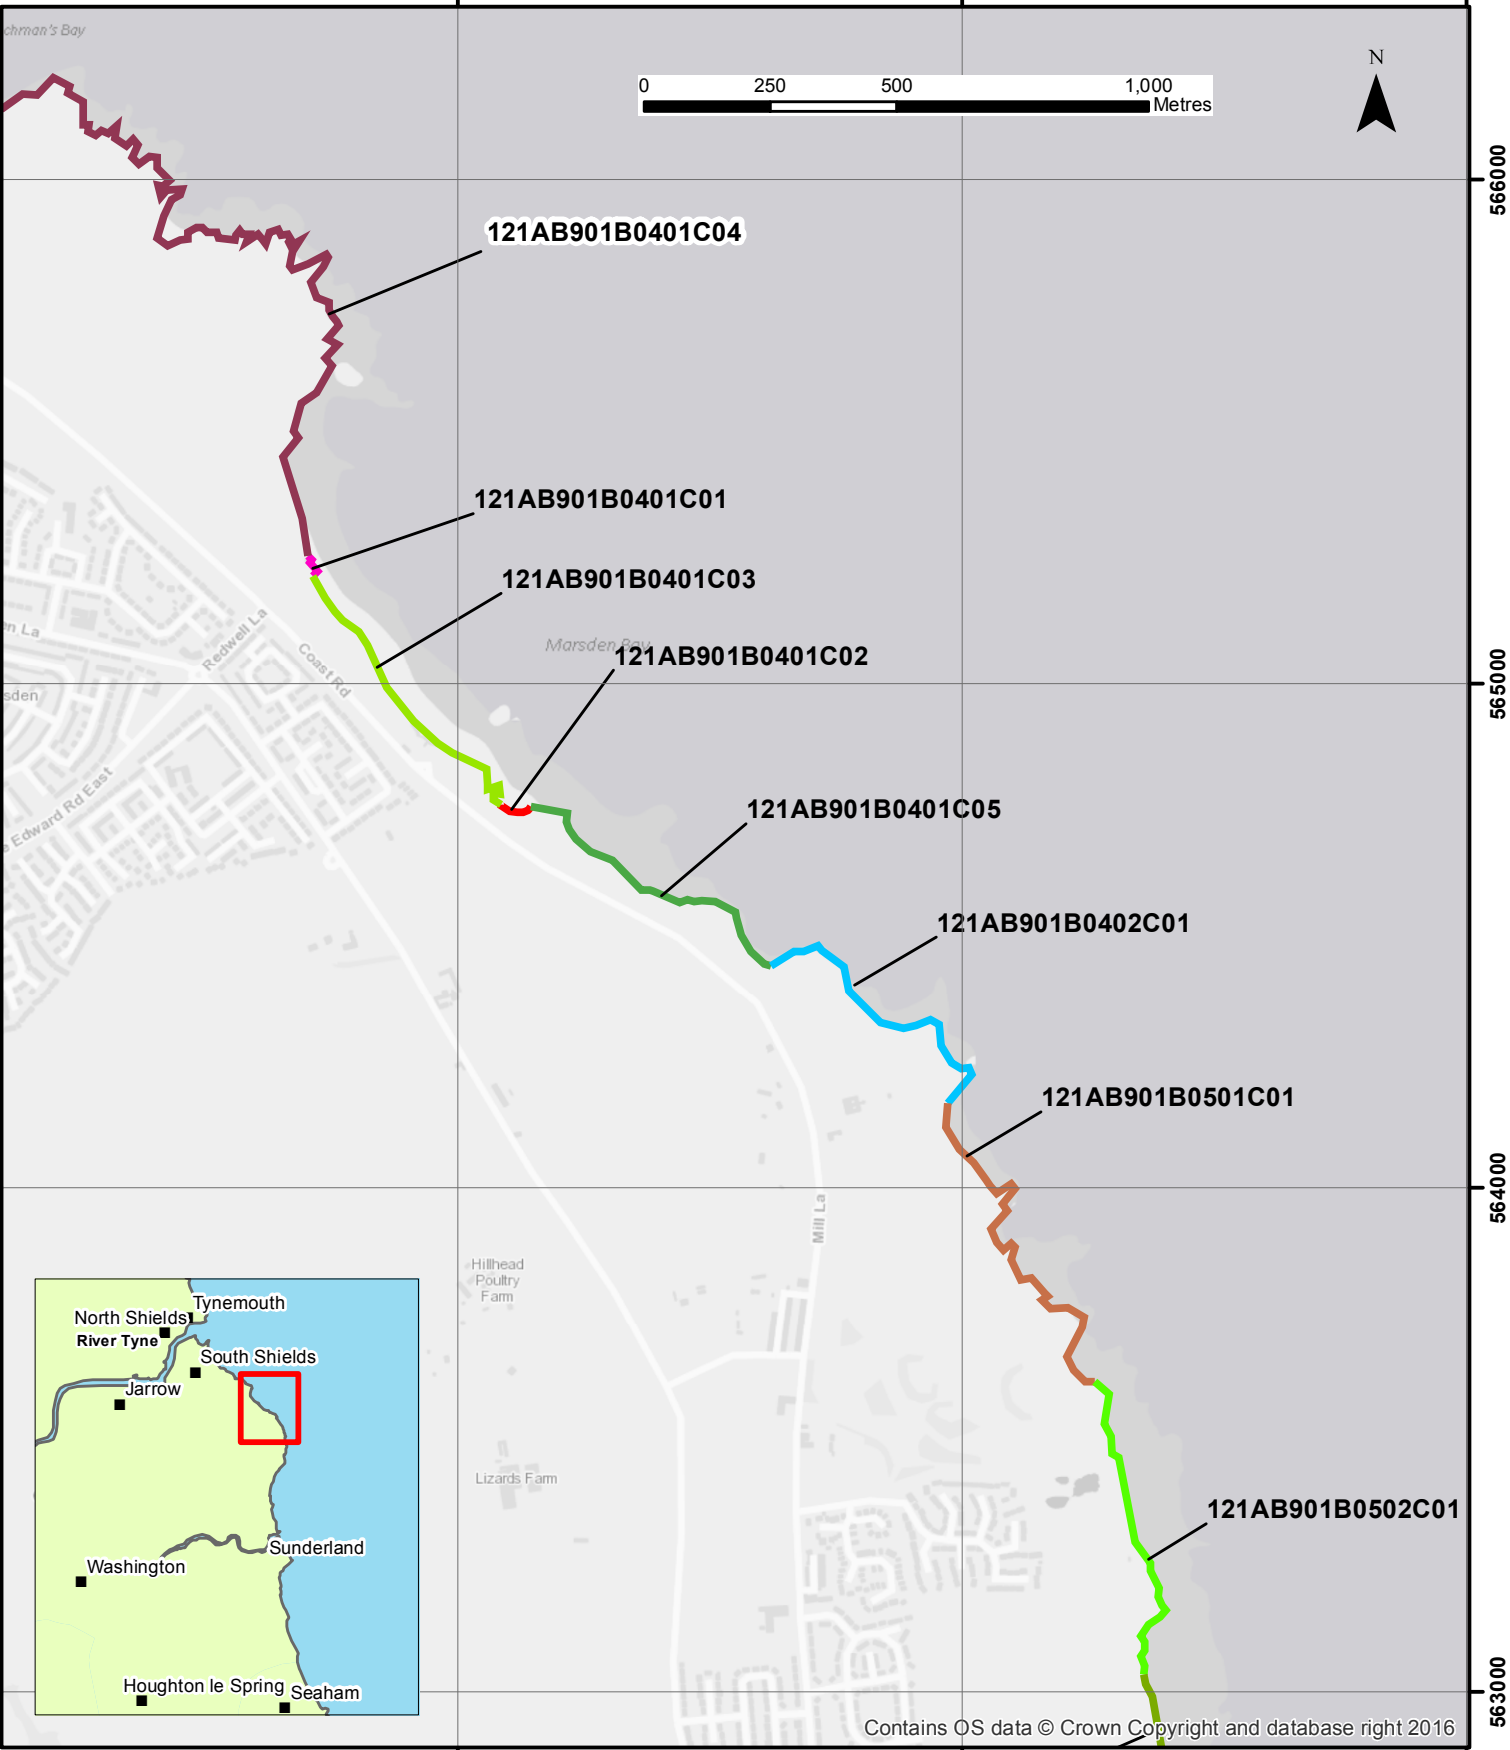 chman's Bay
0 250 500 1,000
Metres
N
566000
121AB901B0401C04
121AB901B0401C01
121AB901B0401C03
Marsden Bay
121AB901B0401C02
Redwell La
Coast Rd
en La
sden
565000
e Edward Rd East
121AB901B0401C05
121AB901B0402C01
121AB901B0501C01
564000
Mill La
Hillhead
Poultry
Farm
Tynemouth
North Shields
River Tyne
South Shields
Jarrow
Lizards Farm
121AB901B0502C01
Sunderland
Washington
Houghton le Spring
Seaham
563000
Contains OS data © Crown Copyright and database right 2016